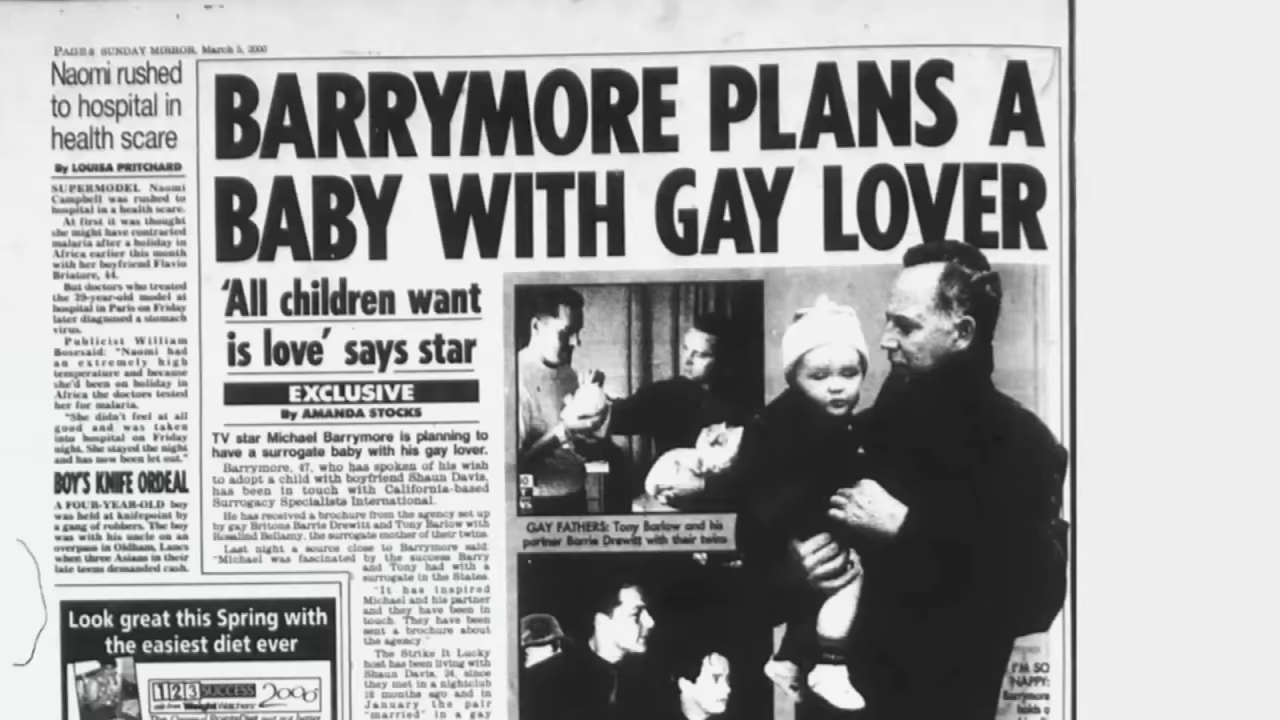 PAGE 8 SUNDAY MIRROR, March 5, 2000
Naomi rushed
to hospital in
health scare
By LOUISA PRITCHARD
SUPERMODEL Naomi
Campbell was rushed to
hospital in a health scare.
At first it was thought
she might have contracted
malaria after a holiday in
Africa earlier this month
with her boyfriend Flavio
Briatore, 44.
But doctors who treated
the 29-year-old model at
hospital in Paris on Friday
later diagnosed a stomach
virus.
Publicist William
said: "Naomi had
an extremely high
temperature and because
she'd been on holiday in
Africa the doctors tested
her for malaria.
"She didn't feel at all
good and was taken
into hospital on Friday
night. She stayed the night
and has now been let out."
BOY'S KNIFE ORDEAL
A FOUR-YEAR-OLD boy
was held at knifepoint by
a gang of robbers. The boy
was with his uncle on an
overpass in Oldham, Lancs
when three Asians in their
late teens demanded cash.
Look great this Spring with
the easiest diet ever
1 2 3 SUCCESS 2000
BARRYMORE PLANS A
BABY WITH GAY LOVER
'All children want
is love' says star
EXCLUSIVE
By AMANDA STOCKS
TV star Michael Barrymore is planning to
have a surrogate baby with his gay lover.
Barrymore, 47, who has spoken of his wish
to adopt a child with boyfriend Shaun Davis,
has been in touch with California-based
Surrogacy Specialists International.
He has received a brochure from the agency set up
by gay Britons Barrie Drewitt and Tony Barlow with
Rosalind Bellamy, the surrogate mother of their twins.
Last night a source close to Barrymore said:
"Michael was fascinated by the success Barry
and Tony had with a
surrogate in the States.
"It has inspired
Michael and his partner
and they have been in
touch. They have been
sent a brochure about
the agency."
The Strike It Lucky
host has been living with
Shaun Davis, 24, since
they met in a nightclub
18 months ago and in
January the pair
"married" in a gay
GAY FATHERS: Tony Barlow and his
partner Barrie Drewitt with their twins
I'M SO
HAPPY:
Barrymore
holds a